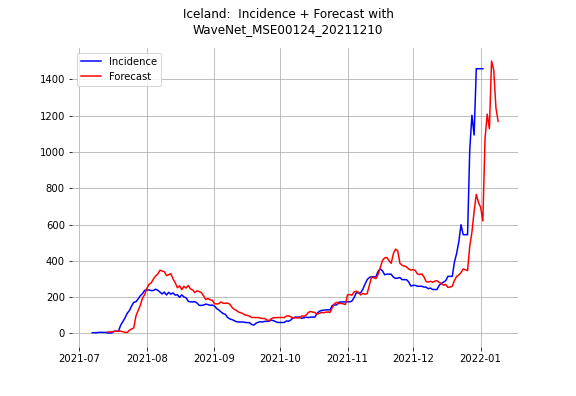 Iceland:  Incidence + Forecast with
WaveNet_MSE00124_20211210
Incidence
Forecast
1400
1200
1000
800
600
400
200
0
2021-07 2021-08 2021-09 2021-10 2021-11 2021-12 2022-01